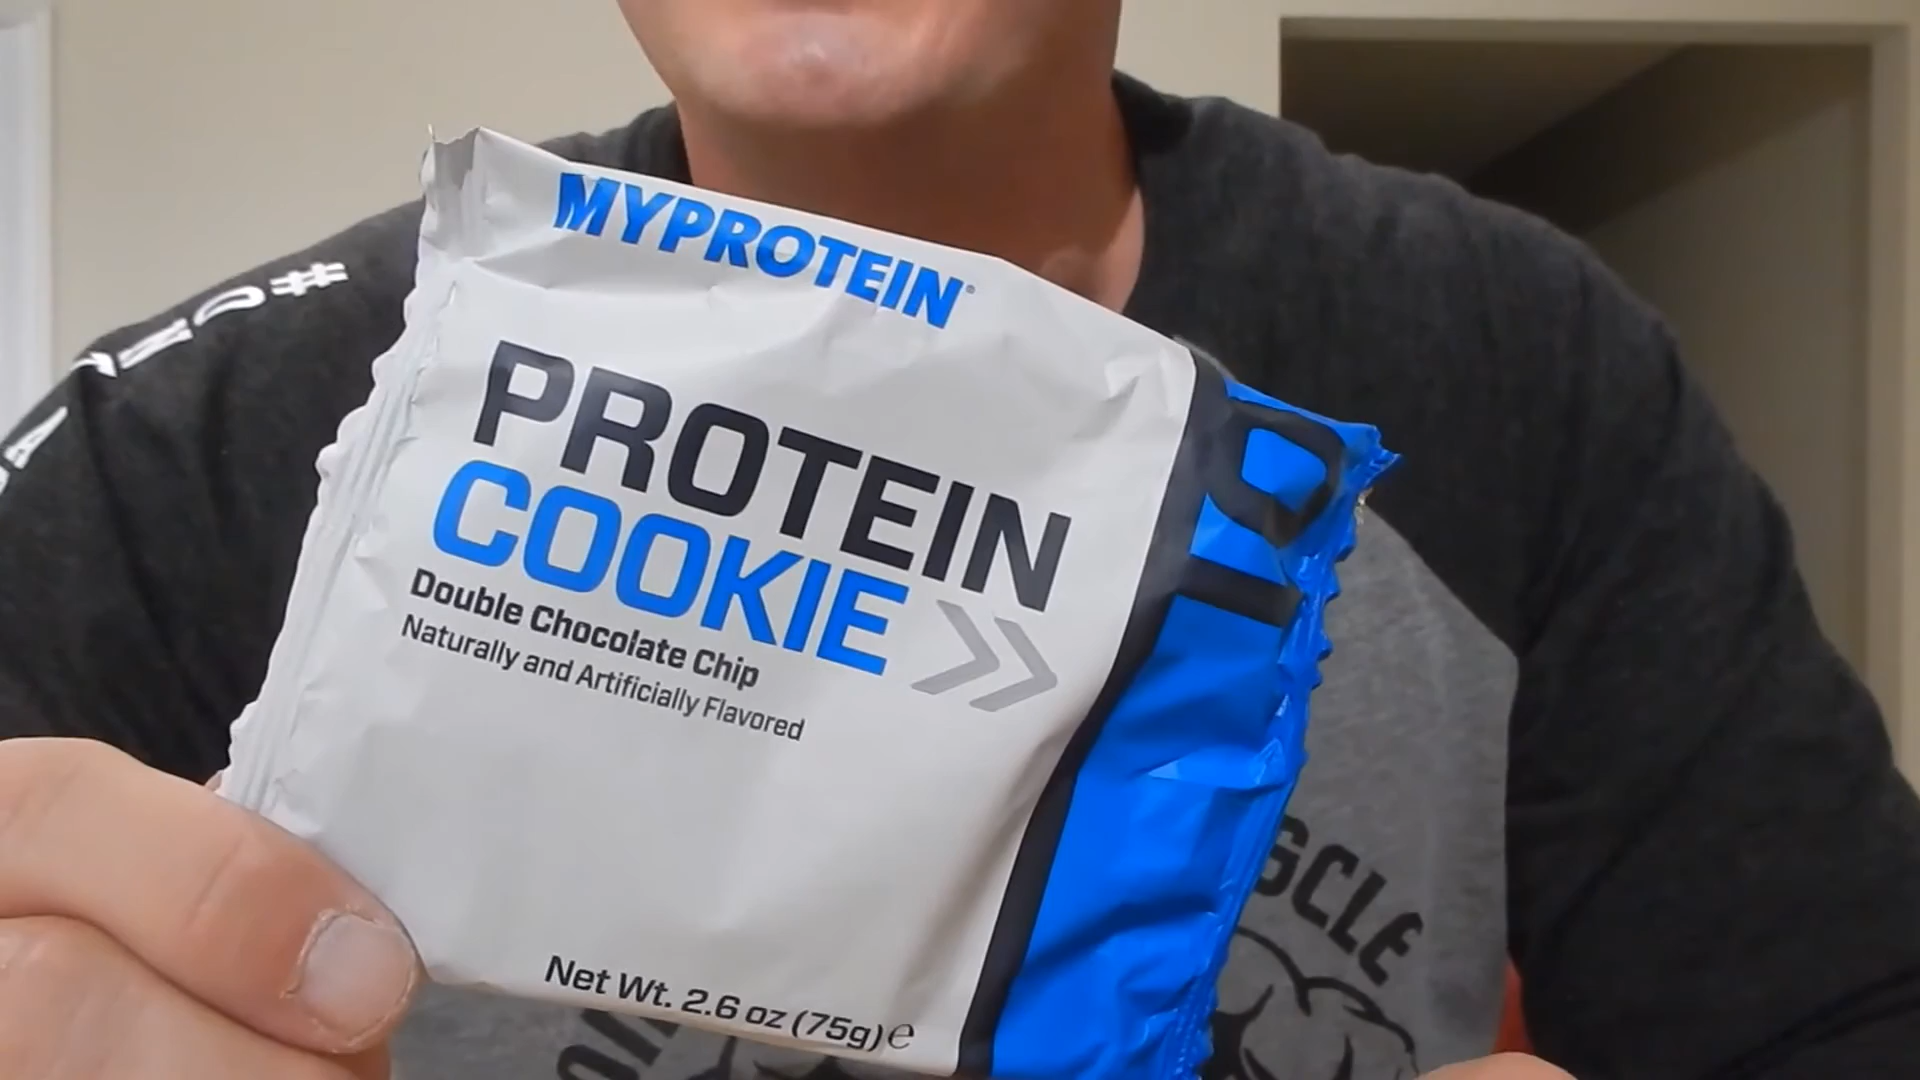 MYPROTEIN
PROTEIN
COOKIE
Double Chocolate Chip
Naturally and Artificially Flavored
Net Wt. 2.6 oz (75g) ℮